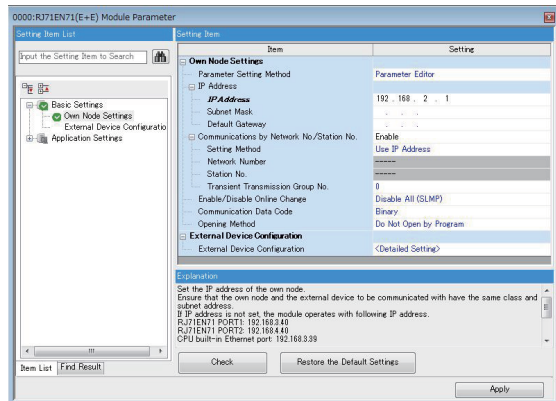 0000:RJ71EN71(E+E) Module Parameter
Setting Item List
Input the Setting Item to Search
Basic Settings
Own Node Settings
External Device Configuratio
Application Settings
Item List
Find Result
Setting Item
Item Setting
Own Node Settings
Parameter Setting Method Parameter Editor
IP Address
IP Address 192 . 168 . 2 . 1
Subnet Mask . . .
Default Gateway . . .
Communications by Network No./Station No. Enable
Setting Method Use IP Address
Network Number -----
Station No. -----
Transient Transmission Group No. 0
Enable/Disable Online Change Disable All (SLMP)
Communication Data Code Binary
Opening Method Do Not Open by Program
External Device Configuration
External Device Configuration <Detailed Setting>
Explanation
Set the IP address of the own node.
Ensure that the own node and the external device to be communicated with have the same class and
subnet address.
If IP address is not set, the module operates with following IP address.
RJ71EN71 PORT1: 192.168.3.40
RJ71EN71 PORT2: 192.168.4.40
CPU built-in Ethernet port: 192.168.3.39
Check
Restore the Default Settings
Apply